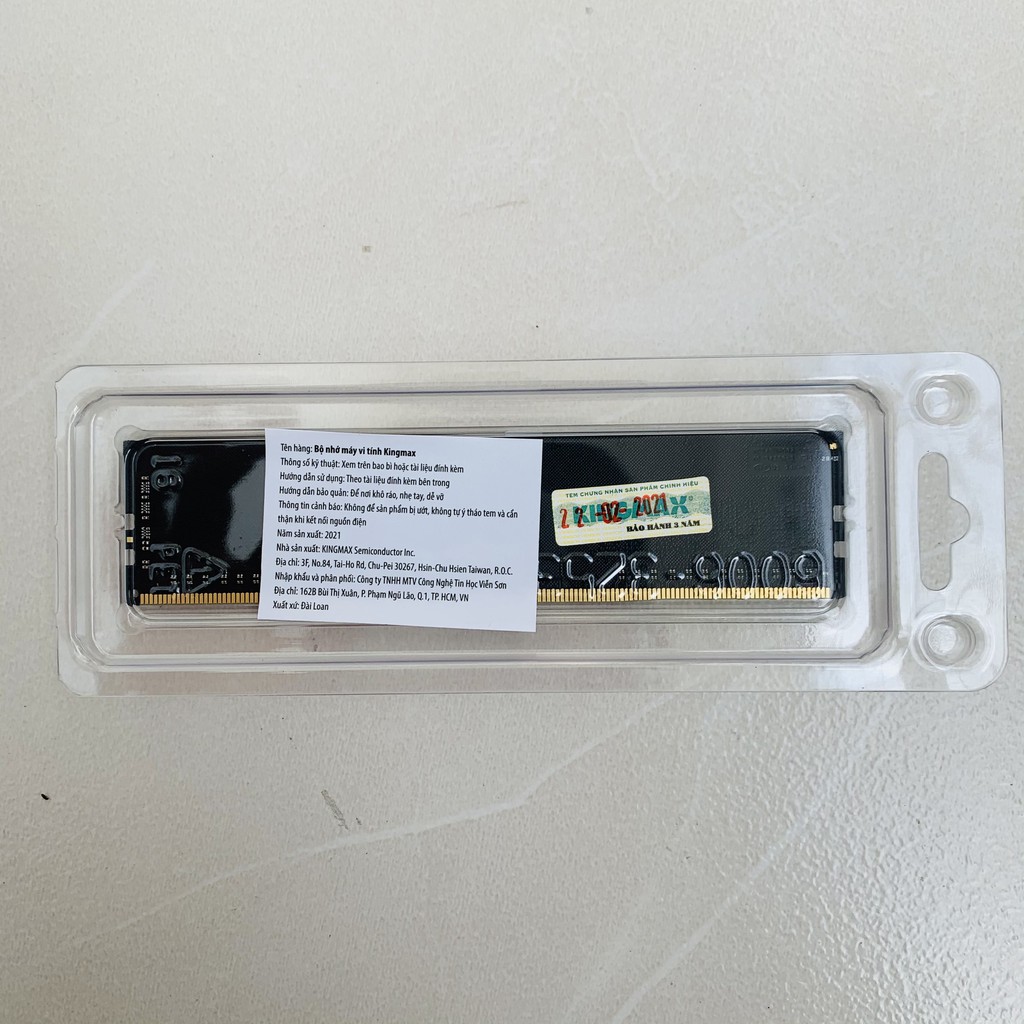 Tên hàng: Bộ nhớ máy vi tính Kingmax
Thông số kỹ thuật: Xem trên bao bì hoặc tài liệu đính kèm
Hướng dẫn sử dụng: Theo tài liệu đính kèm bên trong
Hướng dẫn bảo quản: Để nơi khô ráo, nhẹ tay, dễ vỡ
Thông tin cảnh báo: Không để sản phẩm bị ướt, không tự ý tháo tem và cẩn
thận khi kết nối nguồn điện
Năm sản xuất: 2021
Nhà sản xuất: KINGMAX Semiconductor Inc.
Địa chỉ: 3F, No.84, Tai-Ho Rd, Chu-Pei 30267, Hsin-Chu Hsien Taiwan, R.O.C.
Nhập khẩu và phân phối: Công ty TNHH MTV Công Nghệ Tin Học Viễn Sơn
Địa chỉ: 162B Bùi Thị Xuân, P. Phạm Ngũ Lão, Q.1, TP. HCM, VN
Xuất xứ: Đài Loan
TEM CHỨNG NHẬN SẢN PHẨM CHÍNH HIỆU
KINGMAX®
02- 2021
BẢO HÀNH 3 NĂM